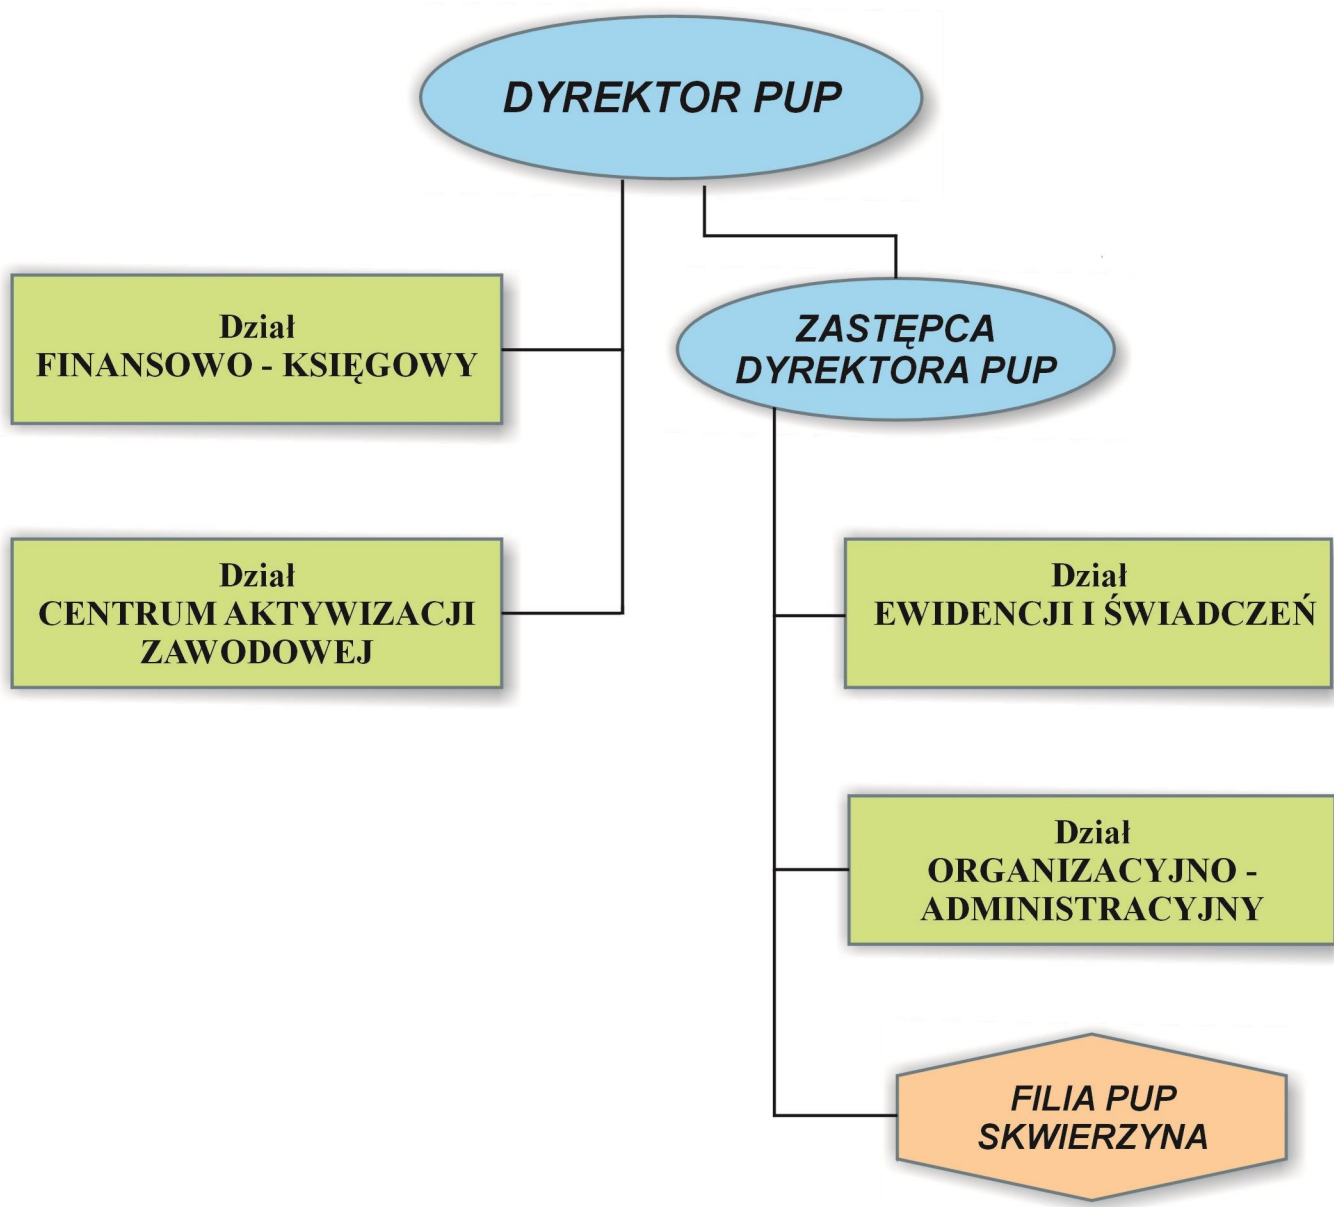 DYREKTOR PUP
Dział
FINANSOWO - KSIĘGOWY
ZASTĘPCA
DYREKTORA PUP
Dział
CENTRUM AKTYWIZACJI
ZAWODOWEJ
Dział
EWIDENCJI I ŚWIADCZEŃ
Dział
ORGANIZACYJNO -
ADMINISTRACYJNY
FILIA PUP
SKWIERZYNA